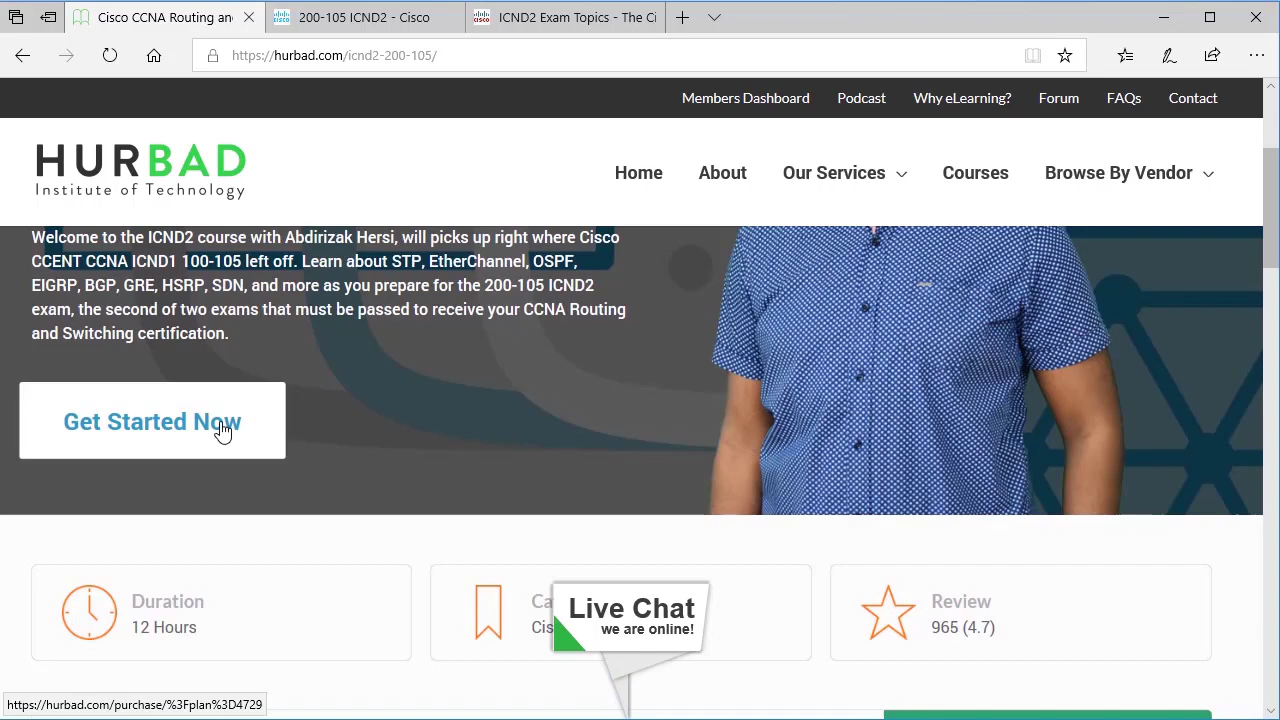 Cisco CCNA Routing an
200-105 ICND2 - Cisco
ICND2 Exam Topics - The Ci
https://hurbad.com/icnd2-200-105/
Members Dashboard
Podcast
Why eLearning?
Forum
FAQs
Contact
HURBAD
Institute of Technology
Home
About
Our Services
Courses
Browse By Vendor
Welcome to the ICND2 course with Abdirizak Hersi, will picks up right where Cisco
CCENT CCNA ICND1 100-105 left off. Learn about STP, EtherChannel, OSPF,
EIGRP, BGP, GRE, HSRP, SDN, and more as you prepare for the 200-105 ICND2
exam, the second of two exams that must be passed to receive your CCNA Routing
and Switching certification.
Get Started Now
Duration
12 Hours
Ca
Cis
Live Chat
we are online!
Review
965 (4.7)
https://hurbad.com/purchase/%3Fplan%3D4729